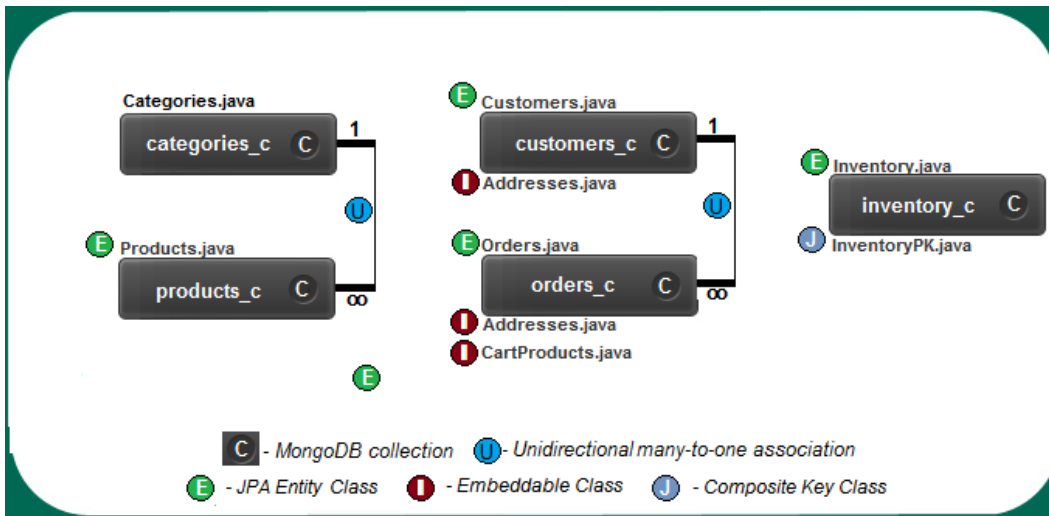 Categories.java
categories_c C
1
U
E Products.java
products_c C
∞
E Customers.java
customers_c C
1
I Addresses.java
U
E Orders.java
orders_c C
∞
I Addresses.java
I CartProducts.java
E Inventory.java
inventory_c C
J InventoryPK.java
E
C - MongoDB collection U - Unidirectional many-to-one association
E - JPA Entity Class I - Embeddable Class J - Composite Key Class